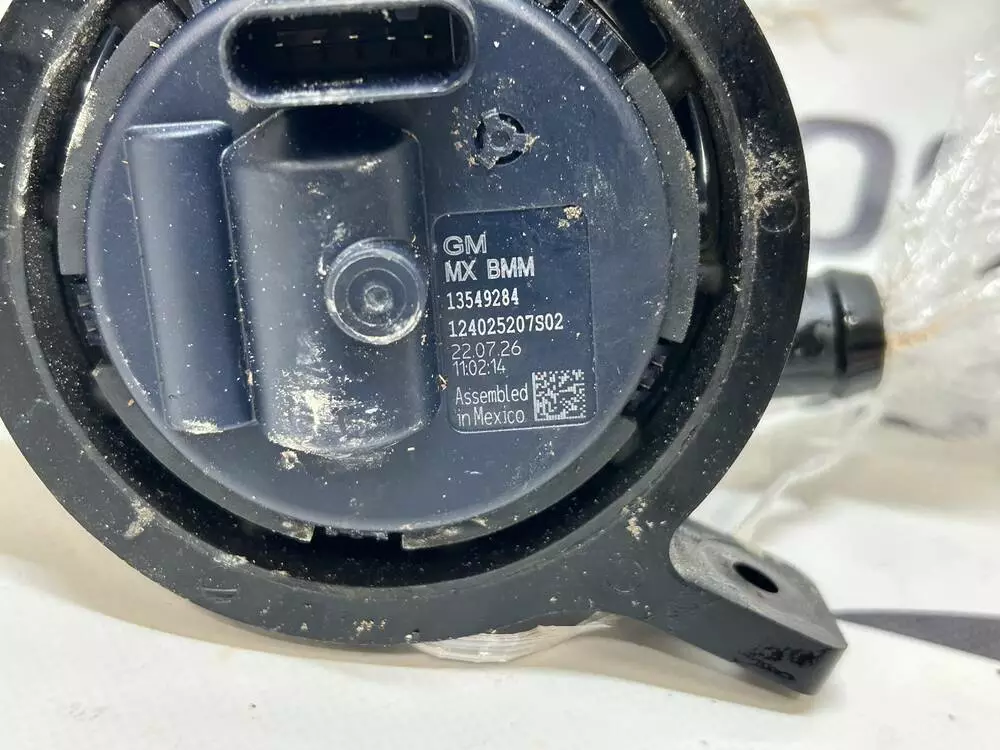 GM
MX BMM
13549284
124025207S02
22.07.26
11:02:14
Assembled
in Mexico